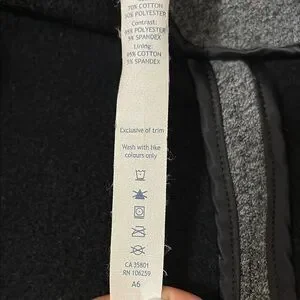 70% COTTON
30% POLYESTER
Contrast:
95% POLYESTER
5% SPANDEX
Lining:
95% COTTON
5% SPANDEX
Exclusive of trim
Wash with like
colours only
CA 35801
RN 106259
A6